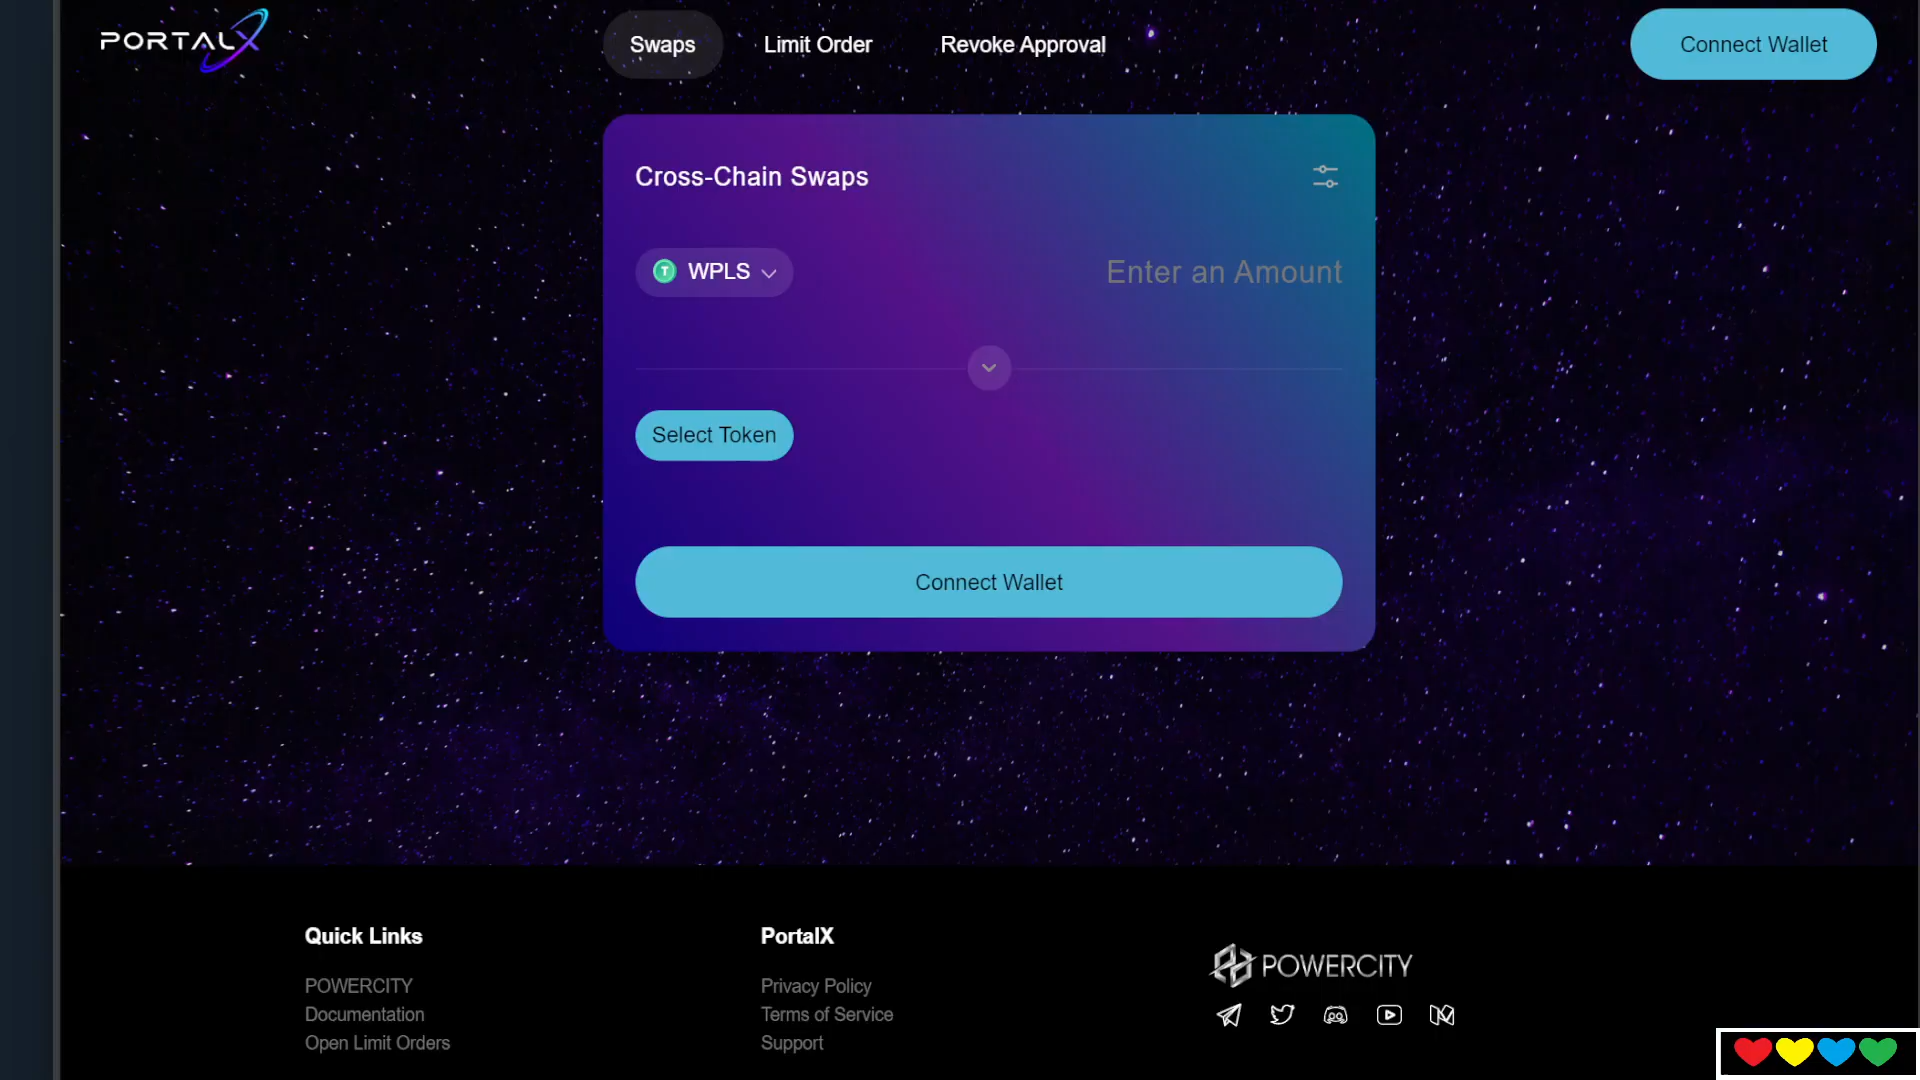 PORTALX
Swaps
Limit Order
Revoke Approval
Connect Wallet
Cross-Chain Swaps
T WPLS
Enter an Amount
Select Token
Connect Wallet
Quick Links
POWERCITY
Documentation
Open Limit Orders
PortalX
Privacy Policy
Terms of Service
Support
POWERCITY